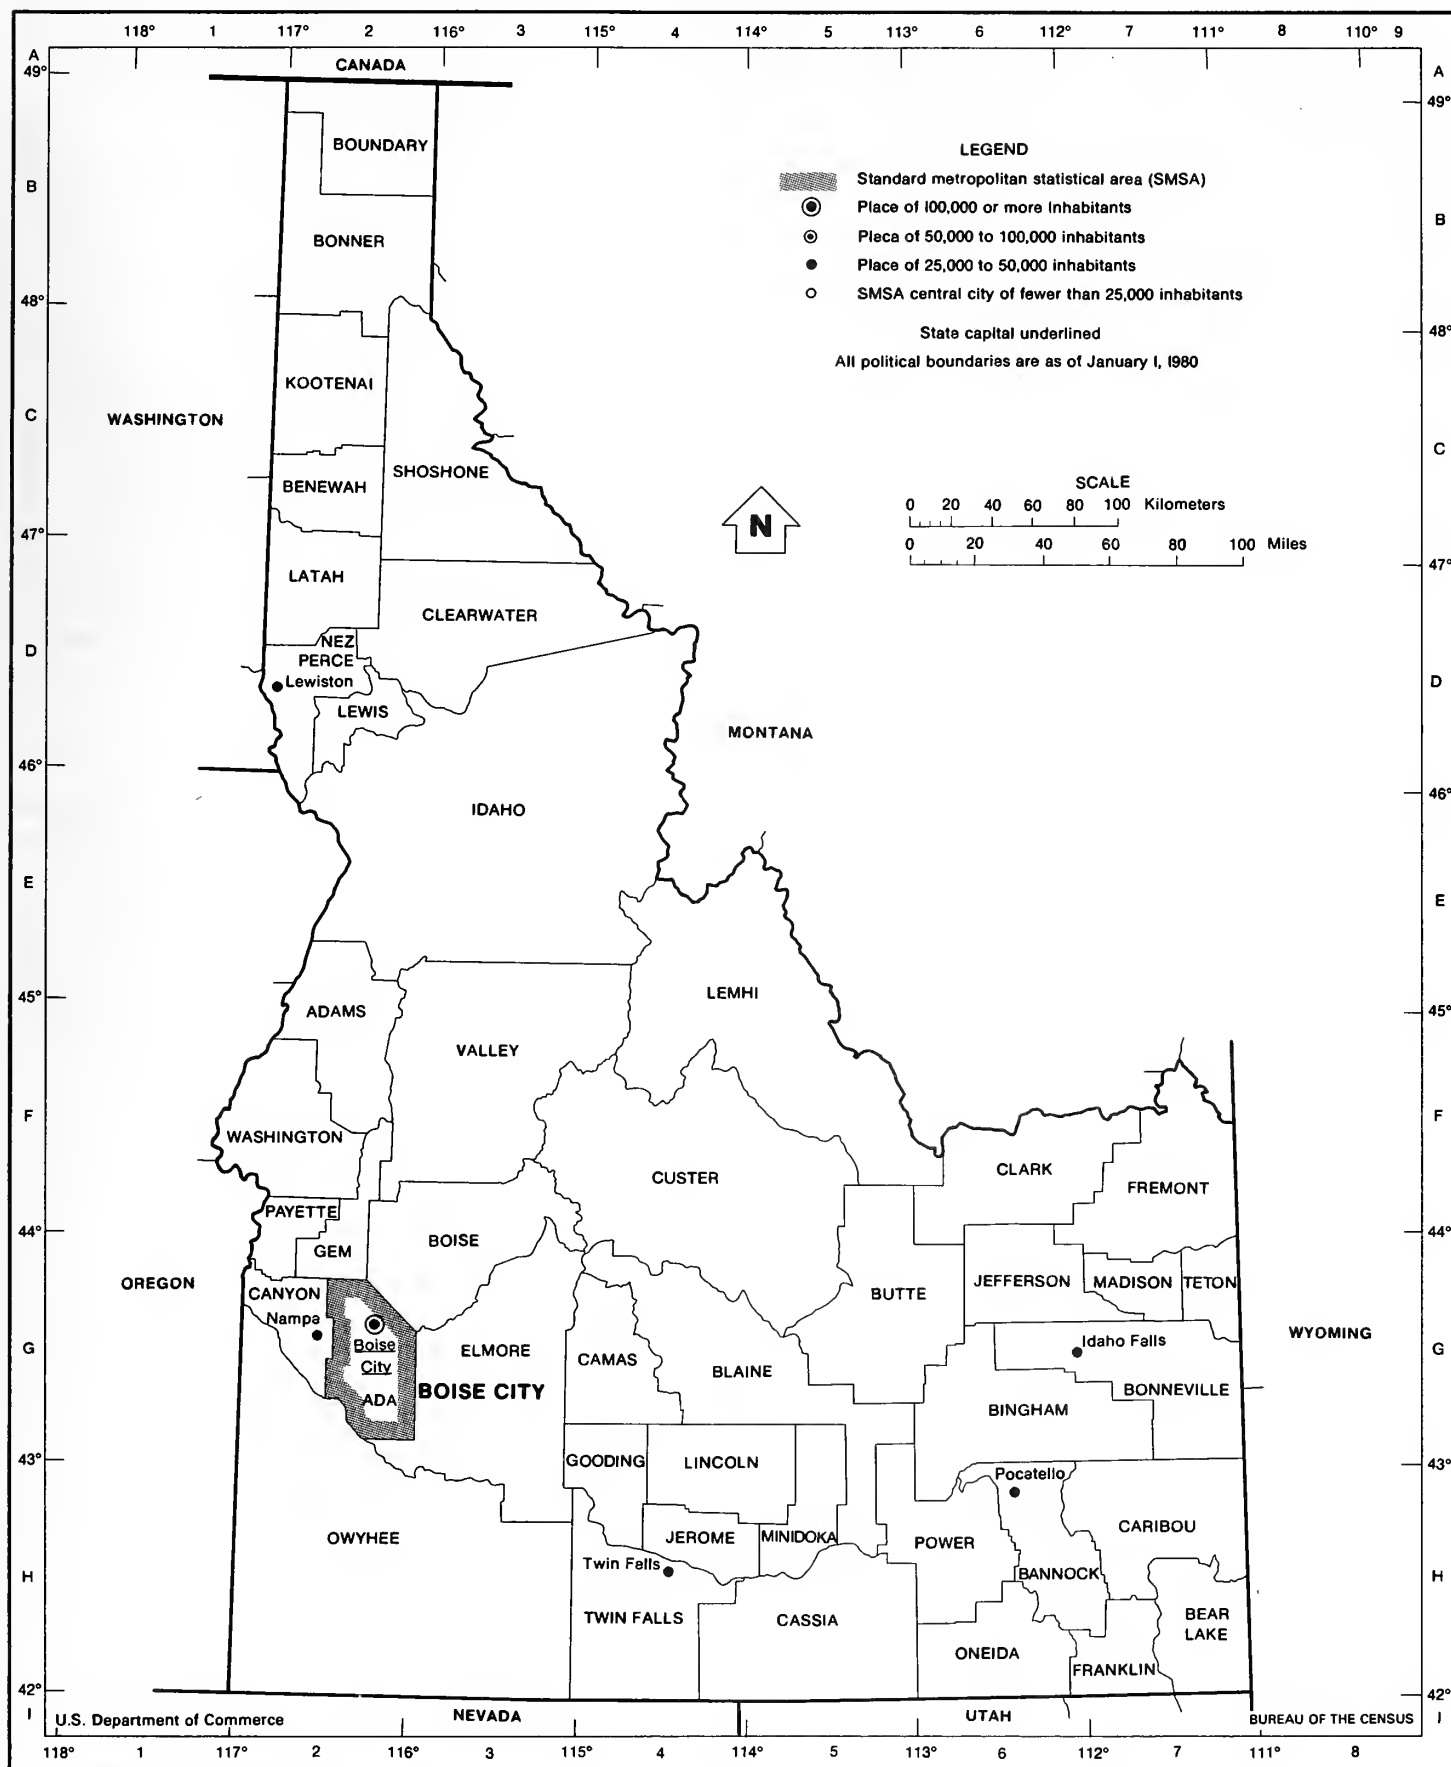 118° 1 117° 2 116° 3 115° 4 114° 5 113° 6 112° 7 111° 8 110° 9
A A
49° CANADA
49°
BOUNDARY
LEGEND
Standard metropolitan statistical area (SMSA)
B B
Place of 100,000 or more Inhabitants
BONNER
Place of 50,000 to 100,000 inhabitants
Place of 25,000 to 50,000 inhabitants
SMSA central city of fewer than 25,000 inhabitants
48° 48°
State capital underlined
All political boundaries are as of January 1, 1980
KOOTENAI
C C
WASHINGTON
SHOSHONE
BENEWAH
SCALE
0 20 40 60 80 100 Kilometers
N
0 20 40 60 80 100 Miles
47° 47°
LATAH
CLEARWATER
NEZ
PERCE
D D
Lewiston
LEWIS
MONTANA
46° 46°
IDAHO
E E
45° 45°
LEMHI
ADAMS
VALLEY
F F
WASHINGTON
CUSTER
CLARK
FREMONT
PAYETTE
44° 44°
BOISE
GEM
OREGON
CANYON
BUTTE
JEFFERSON
MADISON
TETON
Nampa
WYOMING
Boise
City
G G
ELMORE
CAMAS
BLAINE
Idaho Falls
BOISE CITY
ADA
BONNEVILLE
BINGHAM
43° 43°
GOODING
LINCOLN
Pocatello
OWYHEE
JEROME
MINIDOKA
POWER
CARIBOU
Twin Falls
BANNOCK
H H
TWIN FALLS
CASSIA
BEAR
LAKE
ONEIDA
FRANKLIN
42° 42°
I I
U.S. Department of Commerce
NEVADA
UTAH
BUREAU OF THE CENSUS
118° 1 117° 2 116° 3 115° 4 114° 5 113° 6 112° 7 111° 8